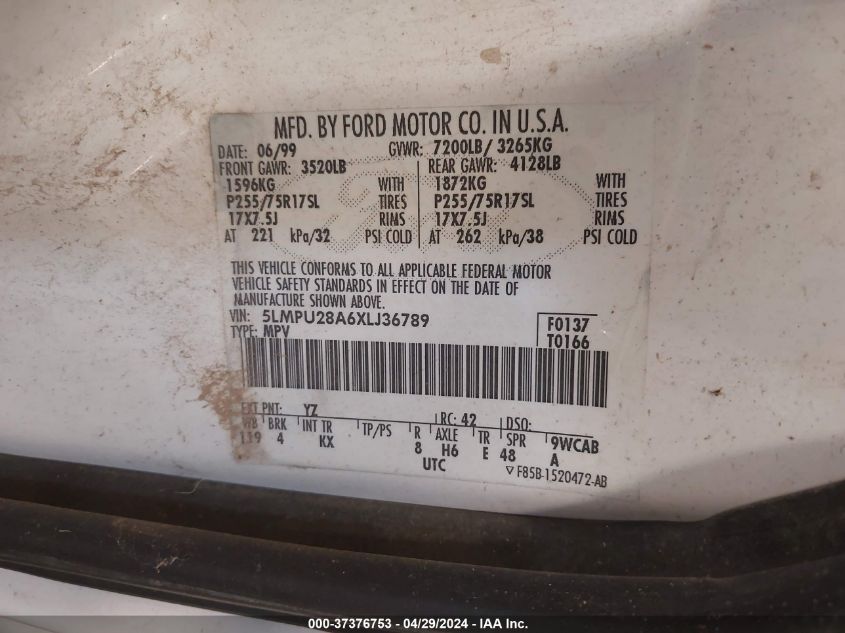 MFD. BY FORD MOTOR CO. IN U.S.A.
DATE: 06/99 GVWR: 7200LB/ 3265KG
FRONT GAWR: 3520LB REAR GAWR: 4128LB
1596KG WITH 1872KG WITH
P255/75R17SL TIRES P255/75R17SL TIRES
17X7.5J RIMS 17X7.5J RIMS
AT 221 kPa/32 PSI COLD AT 262 kPa/38 PSI COLD
THIS VEHICLE CONFORMS TO ALL APPLICABLE FEDERAL MOTOR
VEHICLE SAFETY STANDARDS IN EFFECT ON THE DATE OF
MANUFACTURE SHOWN ABOVE.
VIN: 5LMPU28A6XLJ36789 F0137
TYPE: MPV T0166
EXT PNT: YZ RC: 42 DSO:
WB BRK INT TR TP/PS R AXLE TR SPR 9WCAB
119 4 KX 8 H6 E 48 A
UTC F85B-1520472-AB
000-37376753 - 04/29/2024 - IAA Inc.